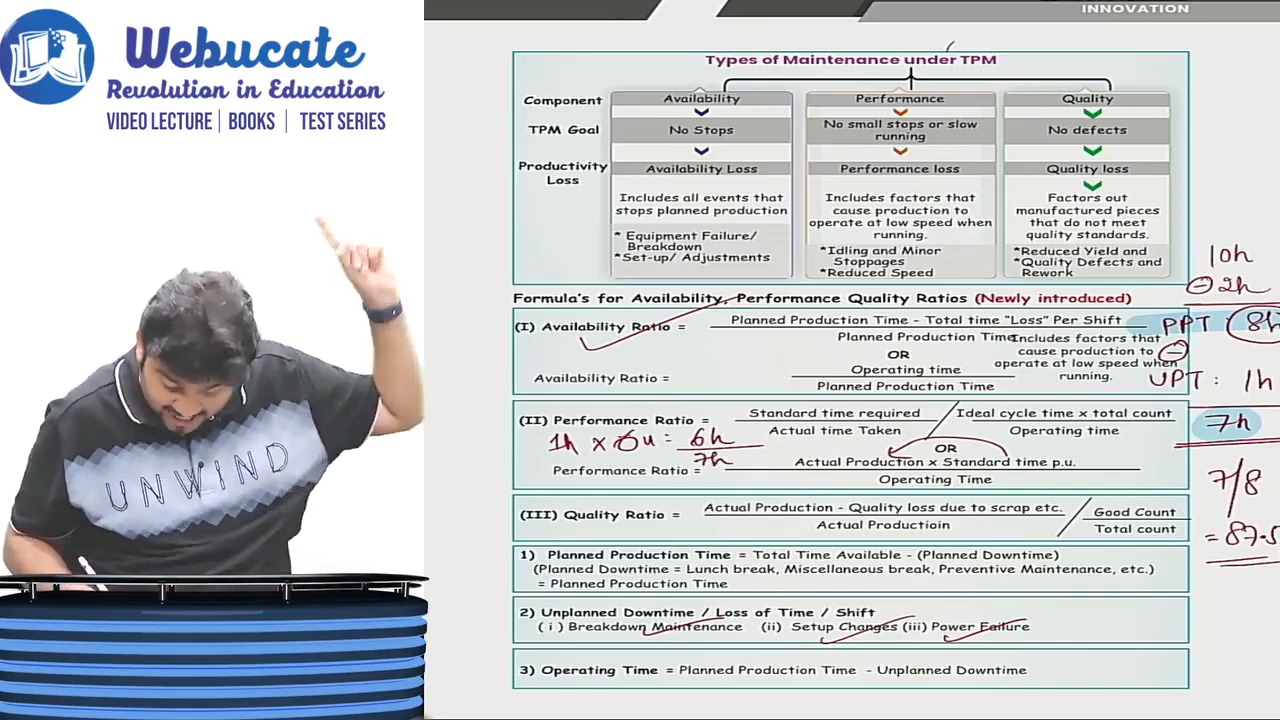 INNOVATION
Webucate
Revolution in Education
VIDEO LECTURE | BOOKS | TEST SERIES
UNWIND
Types of Maintenance under TPM
Component
Availability
Performance
Quality
TPM Goal
No Stops
No small stops or slow
running
No defects
Productivity
Loss
Availability Loss
Performance loss
Quality loss
Includes all events that
stops planned production
* Equipment Failure/
Breakdown
* Set-up/ Adjustments
Includes factors that
cause production to
operate at low speed when
running.
*Idling and Minor
Stoppages
*Reduced Speed
Factors out
manufactured pieces
that do not meet
quality standards.
*Reduced Yield and
*Quality Defects and
Rework
10h
- 2h
PPT 8h
-
UPT : 1h
7h
7/8
= 87.5
Formula's for Availability, Performance Quality Ratios (Newly introduced)
(I) Availability Ratio = Planned Production Time - Total time "Loss" Per Shift
Planned Production Time
OR
Availability Ratio = Operating time
Planned Production Time
Includes factors that
cause production to
operate at low speed when
running.
(II) Performance Ratio = Standard time required / Ideal cycle time x total count
Actual time Taken Operating time
1h x 6u = 6h
7h
OR
Performance Ratio = Actual Production x Standard time p.u.
Operating Time
(III) Quality Ratio = Actual Production - Quality loss due to scrap etc. / Good Count
Actual Productioin Total count
1) Planned Production Time = Total Time Available - (Planned Downtime)
(Planned Downtime = Lunch break, Miscellaneous break, Preventive Maintenance, etc.)
= Planned Production Time
2) Unplanned Downtime / Loss of Time / Shift
( i ) Breakdown Maintenance (ii) Setup Changes (iii) Power Failure
3) Operating Time = Planned Production Time - Unplanned Downtime